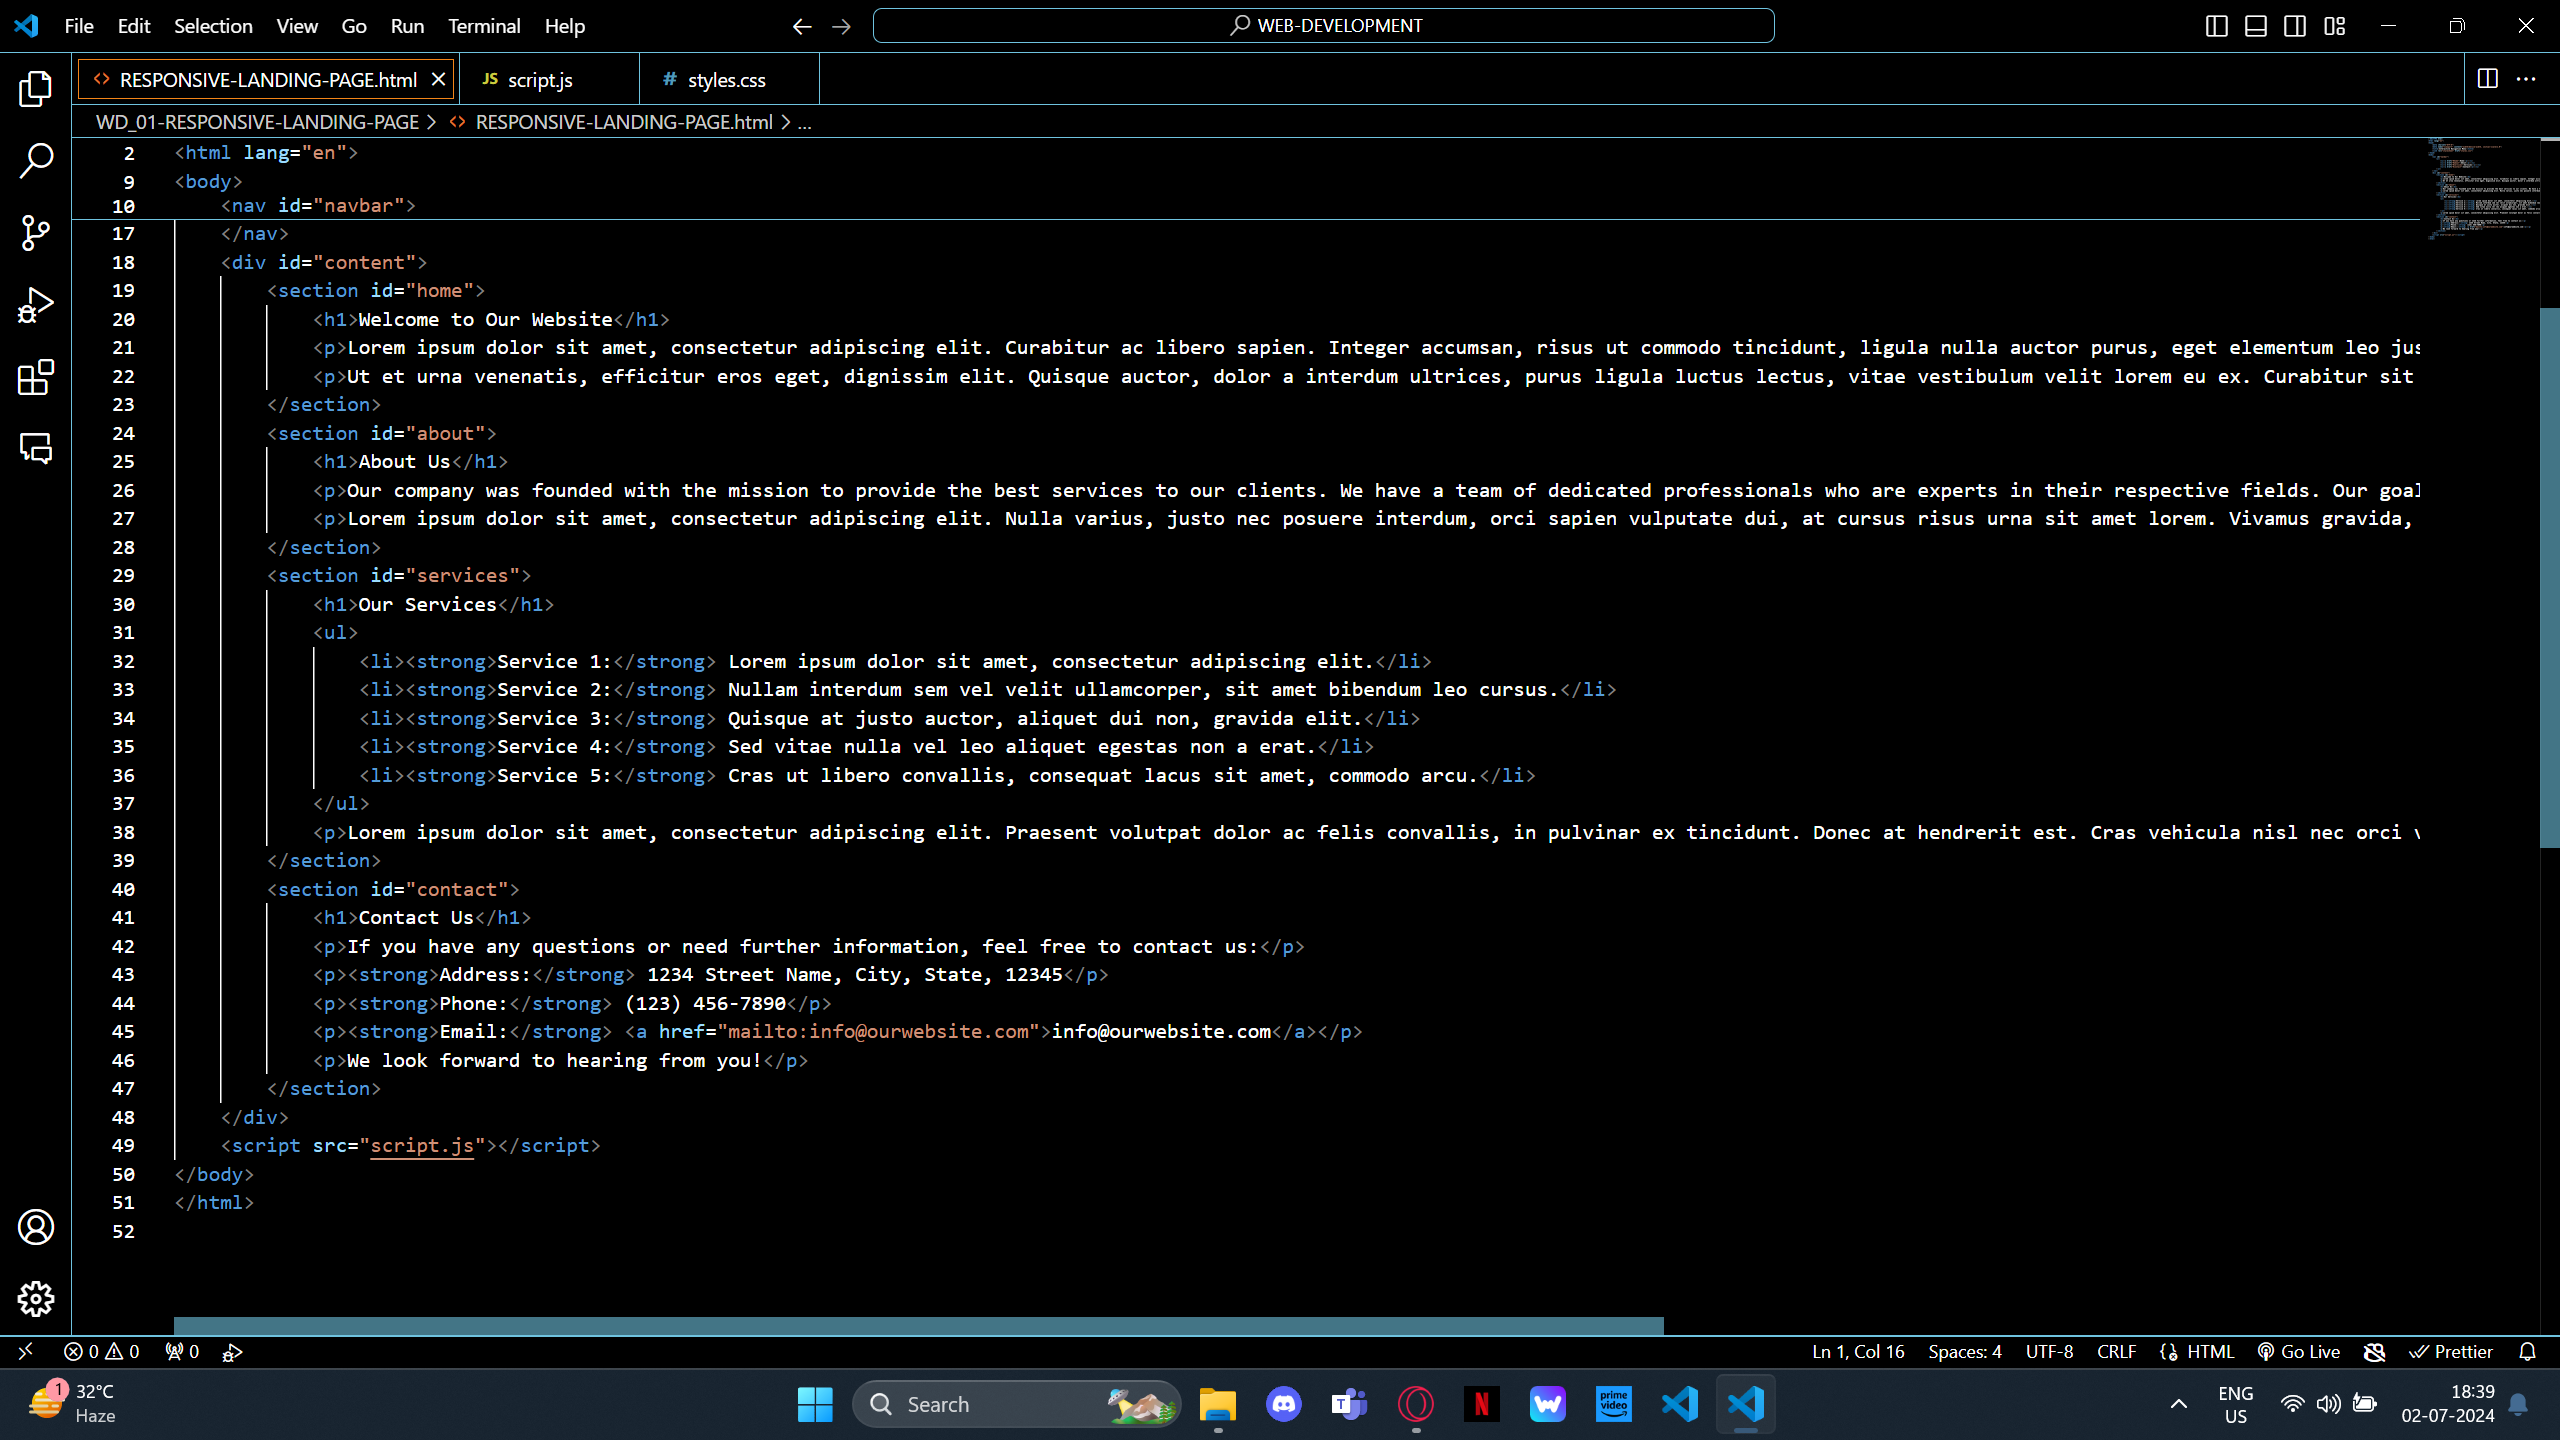 File Edit Selection View Go Run Terminal Help WEB-DEVELOPMENT
RESPONSIVE-LANDING-PAGE.html JS script.js # styles.css
WD_01-RESPONSIVE-LANDING-PAGE > RESPONSIVE-LANDING-PAGE.html > ...
2 <html lang="en">
9 <body>
10 <nav id="navbar">
17 </nav>
18 <div id="content">
19 <section id="home">
20 <h1>Welcome to Our Website</h1>
21 <p>Lorem ipsum dolor sit amet, consectetur adipiscing elit. Curabitur ac libero sapien. Integer accumsan, risus ut commodo tincidunt, ligula nulla auctor purus, eget elementum leo jus
22 <p>Ut et urna venenatis, efficitur eros eget, dignissim elit. Quisque auctor, dolor a interdum ultrices, purus ligula luctus lectus, vitae vestibulum velit lorem eu ex. Curabitur sit
23 </section>
24 <section id="about">
25 <h1>About Us</h1>
26 <p>Our company was founded with the mission to provide the best services to our clients. We have a team of dedicated professionals who are experts in their respective fields. Our goal
27 <p>Lorem ipsum dolor sit amet, consectetur adipiscing elit. Nulla varius, justo nec posuere interdum, orci sapien vulputate dui, at cursus risus urna sit amet lorem. Vivamus gravida,
28 </section>
29 <section id="services">
30 <h1>Our Services</h1>
31 <ul>
32 <li><strong>Service 1:</strong> Lorem ipsum dolor sit amet, consectetur adipiscing elit.</li>
33 <li><strong>Service 2:</strong> Nullam interdum sem vel velit ullamcorper, sit amet bibendum leo cursus.</li>
34 <li><strong>Service 3:</strong> Quisque at justo auctor, aliquet dui non, gravida elit.</li>
35 <li><strong>Service 4:</strong> Sed vitae nulla vel leo aliquet egestas non a erat.</li>
36 <li><strong>Service 5:</strong> Cras ut libero convallis, consequat lacus sit amet, commodo arcu.</li>
37 </ul>
38 <p>Lorem ipsum dolor sit amet, consectetur adipiscing elit. Praesent volutpat dolor ac felis convallis, in pulvinar ex tincidunt. Donec at hendrerit est. Cras vehicula nisl nec orci
39 </section>
40 <section id="contact">
41 <h1>Contact Us</h1>
42 <p>If you have any questions or need further information, feel free to contact us:</p>
43 <p><strong>Address:</strong> 1234 Street Name, City, State, 12345</p>
44 <p><strong>Phone:</strong> (123) 456-7890</p>
45 <p><strong>Email:</strong> <a href="mailto:info@ourwebsite.com">info@ourwebsite.com</a></p>
46 <p>We look forward to hearing from you!</p>
47 </section>
48 </div>
49 <script src="script.js"></script>
50 </body>
51 </html>
52
0 0 0 Ln 1, Col 16 Spaces: 4 UTF-8 CRLF HTML Go Live Prettier
1 32°C Haze Search T N prime video ENG US 18:39 02-07-2024